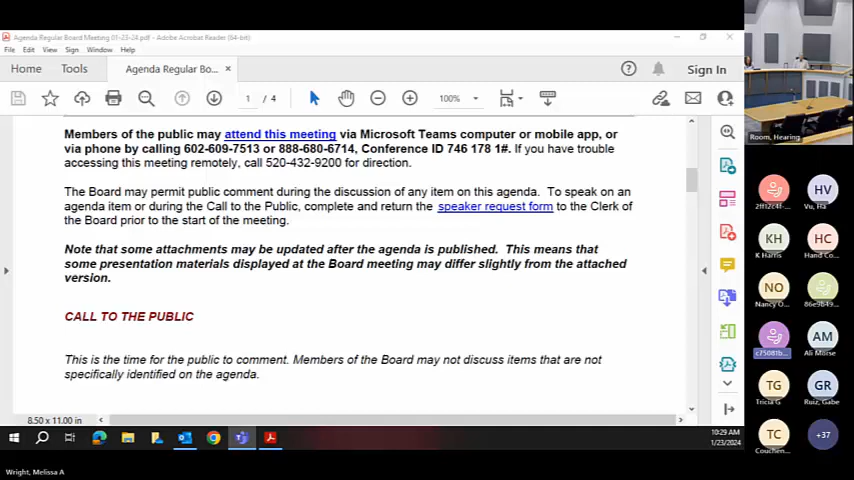 Agenda Regular Board Meeting 01-23-24.pdf - Adobe Acrobat Reader (64-bit)
File Edit View Sign Window Help
Home Tools Agenda Regular Bo... × Sign In
1 / 4 100%
Members of the public may attend this meeting via Microsoft Teams computer or mobile app, or
via phone by calling 602-609-7513 or 888-680-6714, Conference ID 746 178 1#. If you have trouble
accessing this meeting remotely, call 520-432-9200 for direction.
The Board may permit public comment during the discussion of any item on this agenda. To speak on an
agenda item or during the Call to the Public, complete and return the speaker request form to the Clerk of
the Board prior to the start of the meeting.
Note that some attachments may be updated after the agenda is published. This means that
some presentation materials displayed at the Board meeting may differ slightly from the attached
version.
CALL TO THE PUBLIC
This is the time for the public to comment. Members of the Board may not discuss items that are not
specifically identified on the agenda.
8.50 x 11.00 in
10:29 AM
1/23/2024
Wright, Melissa A
Room, Hearing
HV
2ff12c4f-... Vu, Ha
KH HC
K Harris Hand Co...
NO
Nancy O...
AM
c75081b... Ali Morse
TG GR
Tricia G Ruiz, Gabe
TC +37
Couchen...